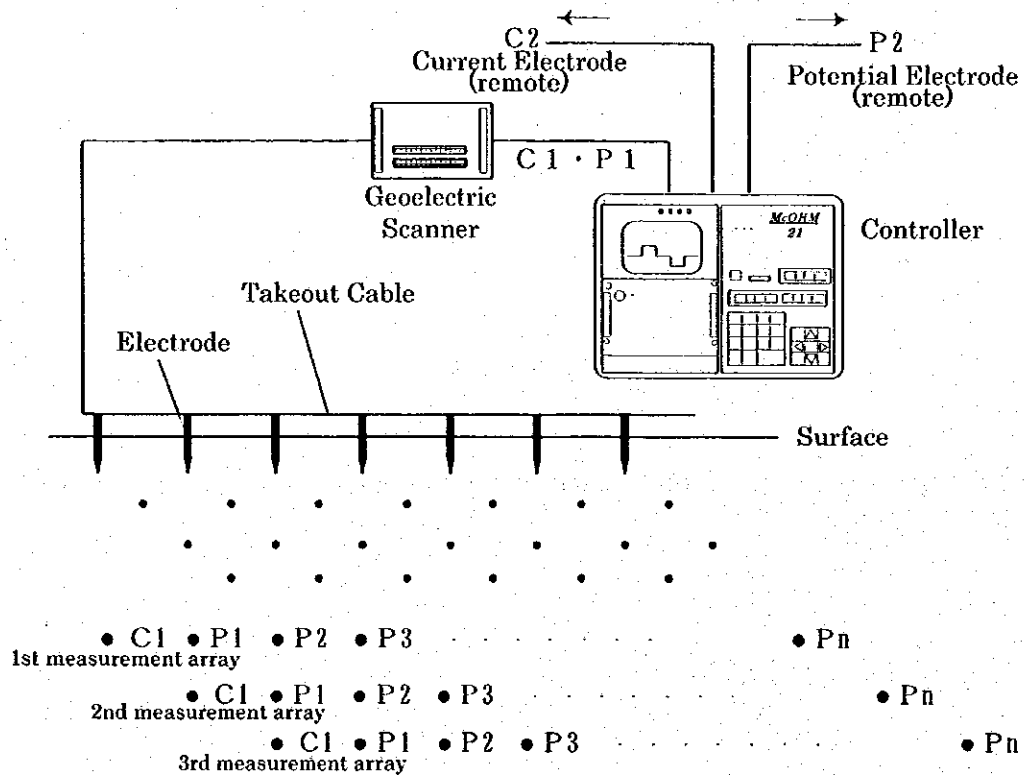 C2
Current Electrode
(remote)
P2
Potential Electrode
(remote)
C1・P1
Geoelectric
Scanner
McOHM
21
Controller
Takeout Cable
Electrode
Surface
● C1 ● P1 ● P2 ● P3 · · · · · · · ● Pn
1st measurement array
● C1 ● P1 ● P2 ● P3 · · · · · · · ● Pn
2nd measurement array
● C1 ● P1 ● P2 ● P3 · · · · · · · ● Pn
3rd measurement array